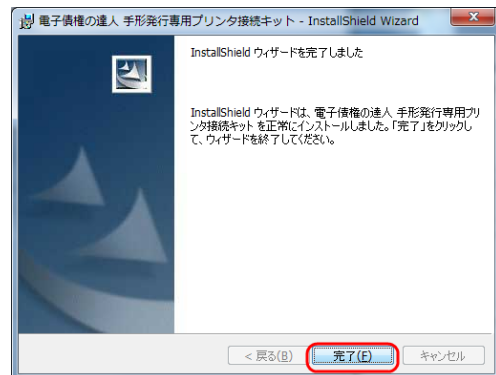 電子債権の達人 手形発行専用プリンタ接続キット - InstallShield Wizard
InstallShield ウィザードを完了しました
InstallShield ウィザードは、電子債権の達人 手形発行専用プリ
ンタ接続キット を正常にインストールしました。「完了」をクリックし
て、ウィザードを終了してください。
< 戻る(B)
完了(F)
キャンセル